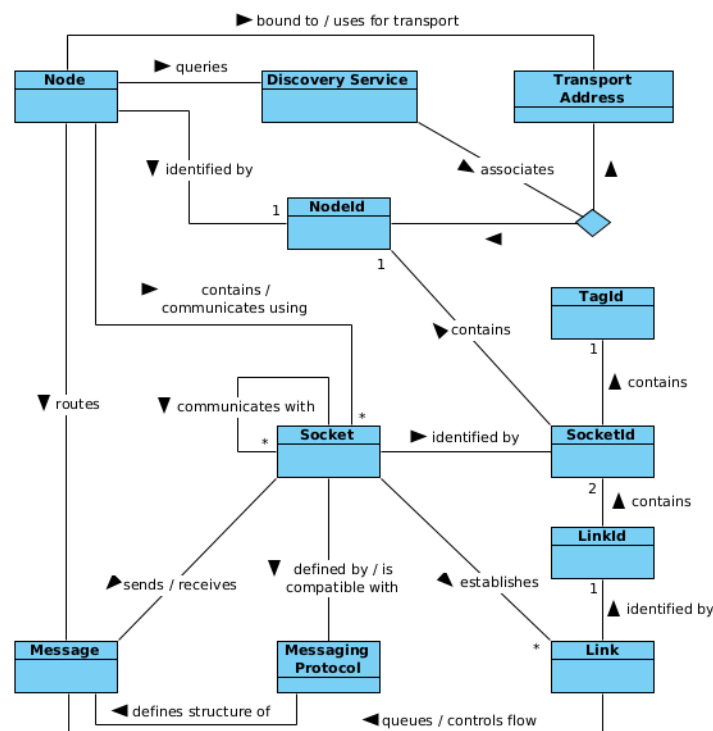 bound to / uses for transport
Node
queries
Discovery Service
Transport
Address
identified by
associates
1
NodeId
1
contains /
communicates using
TagId
contains
1
contains
routes
communicates with
*
*
Socket
identified by
SocketId
2
contains
LinkId
defined by / is
compatible with
sends / receives
establishes
1
identified by
Message
Messaging
Protocol
*
Link
defines structure of
queues / controls flow